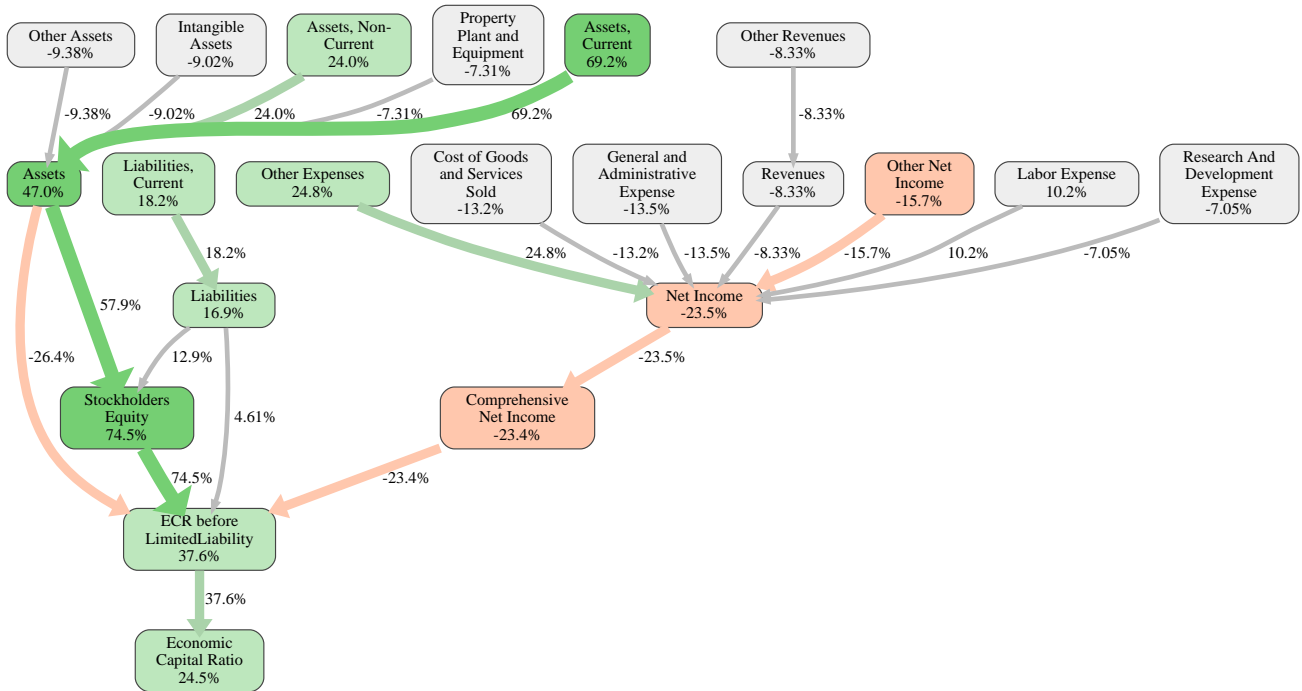 Other Assets
-9.38%
Intangible
Assets
-9.02%
Assets, Non-
Current
24.0%
Property
Plant and
Equipment
-7.31%
Assets,
Current
69.2%
Other Revenues
-8.33%
-9.38%
-9.02%
24.0%
-7.31%
69.2%
-8.33%
Assets
47.0%
Liabilities,
Current
18.2%
Other Expenses
24.8%
Cost of Goods
and Services
Sold
-13.2%
General and
Administrative
Expense
-13.5%
Revenues
-8.33%
Other Net
Income
-15.7%
Labor Expense
10.2%
Research And
Development
Expense
-7.05%
18.2%
24.8%
-13.2%
-13.5%
-8.33%
-15.7%
10.2%
-7.05%
Liabilities
16.9%
Net Income
-23.5%
57.9%
-26.4%
12.9%
4.61%
-23.5%
Stockholders
Equity
74.5%
Comprehensive
Net Income
-23.4%
74.5%
-23.4%
ECR before
LimitedLiability
37.6%
37.6%
Economic
Capital Ratio
24.5%